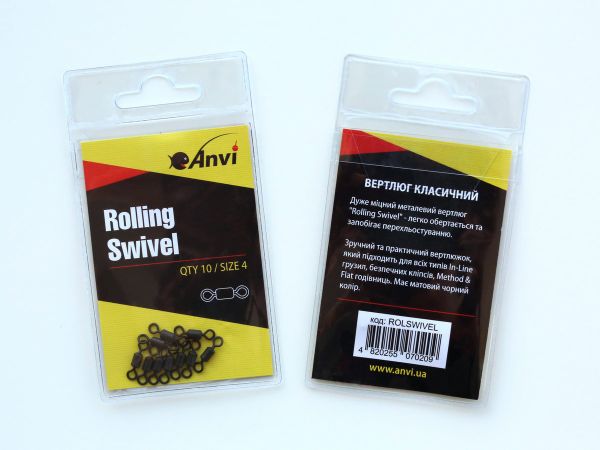 Anvi
Rolling
Swivel
QTY 10 / SIZE 4
ВЕРТЛЮГ КЛАСИЧНИЙ
Дуже міцний металевий вертлюг
"Rolling Swivel" - легко обертається та
запобігає перехльостуванню.
Зручний та практичний вертлюжок,
який підходить для всіх типів In-Line
грузил, безпечних кліпсів, Method &
Flat годівниць. Має матовий чорний
колір.
код: ROLSWIVEL
4 820255 070209
www.anvi.ua